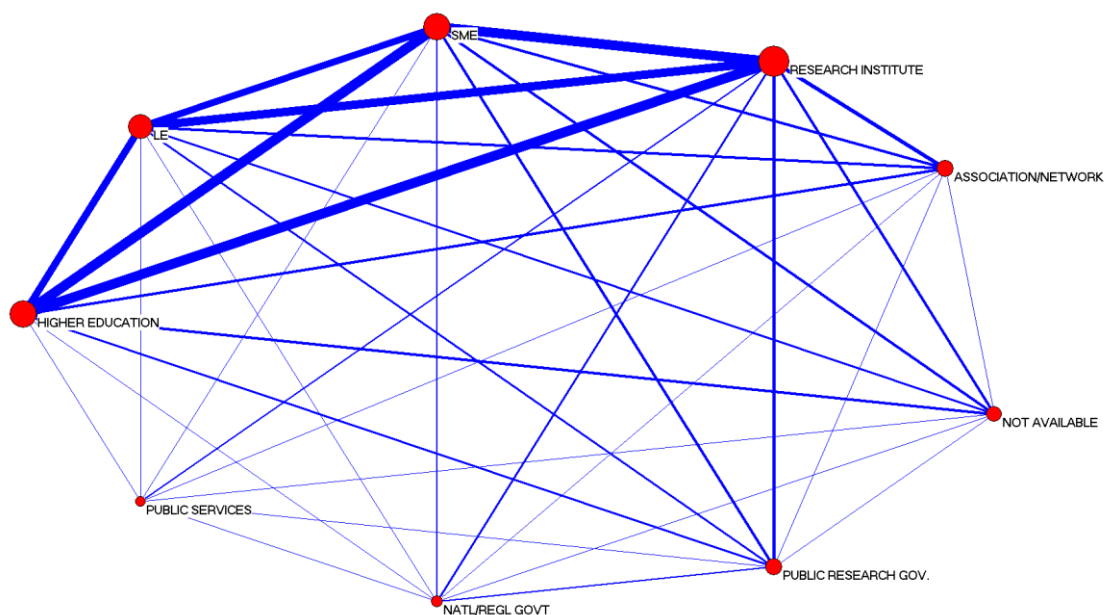 SME
RESEARCH INSTITUTE
LE
ASSOCIATION/NETWORK
HIGHER EDUCATION
NOT AVAILABLE
PUBLIC SERVICES
PUBLIC RESEARCH GOV.
NATL/REGL GOVT